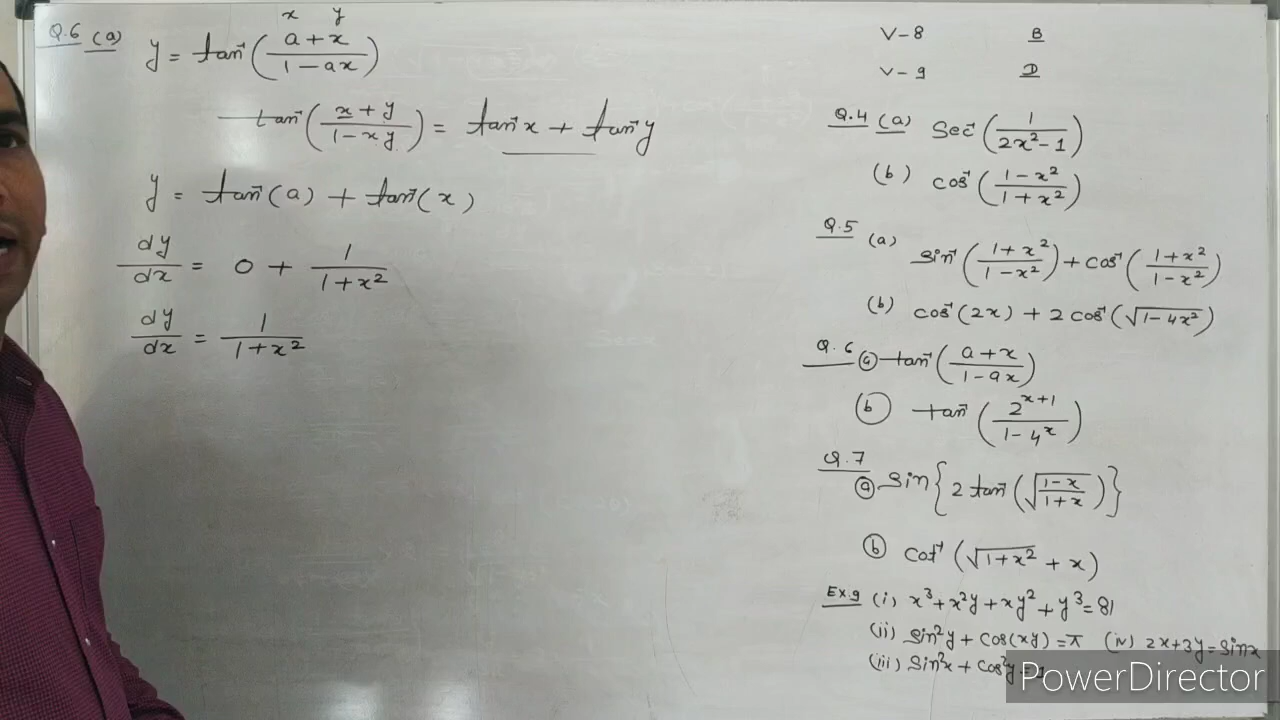 x y
Q.6 (a) y = tan⁻¹(a+x / 1-ax)
tan⁻¹(x+y / 1-xy) = tan⁻¹x + tan⁻¹y
y = tan⁻¹(a) + tan⁻¹(x)
dy/dx = 0 + 1/1+x²
dy/dx = 1/1+x²
V-8 B
V-9 D
Q.4 (a) Sec⁻¹(1 / 2x²-1)
(b) cos⁻¹(1-x² / 1+x²)
Q.5 (a) sin⁻¹(1+x² / 1-x²) + cos⁻¹(1+x² / 1-x²)
(b) cos⁻¹(2x) + 2 cos⁻¹(√1-4x²)
Q.6 (a) tan⁻¹(a+x / 1-ax)
(b) tan⁻¹(2ˣ⁺¹ / 1-4ˣ)
Q.7 (a) sin{2 tan⁻¹(√1-x / 1+x)}
(b) cot⁻¹(√1+x² + x)
Ex.9 (i) x³+x²y+xy²+y³=81
(ii) sin²y + cos(xy) = π (iv) 2x+3y=sinx
(iii) Sin²x + cos²y = 1
PowerDirector